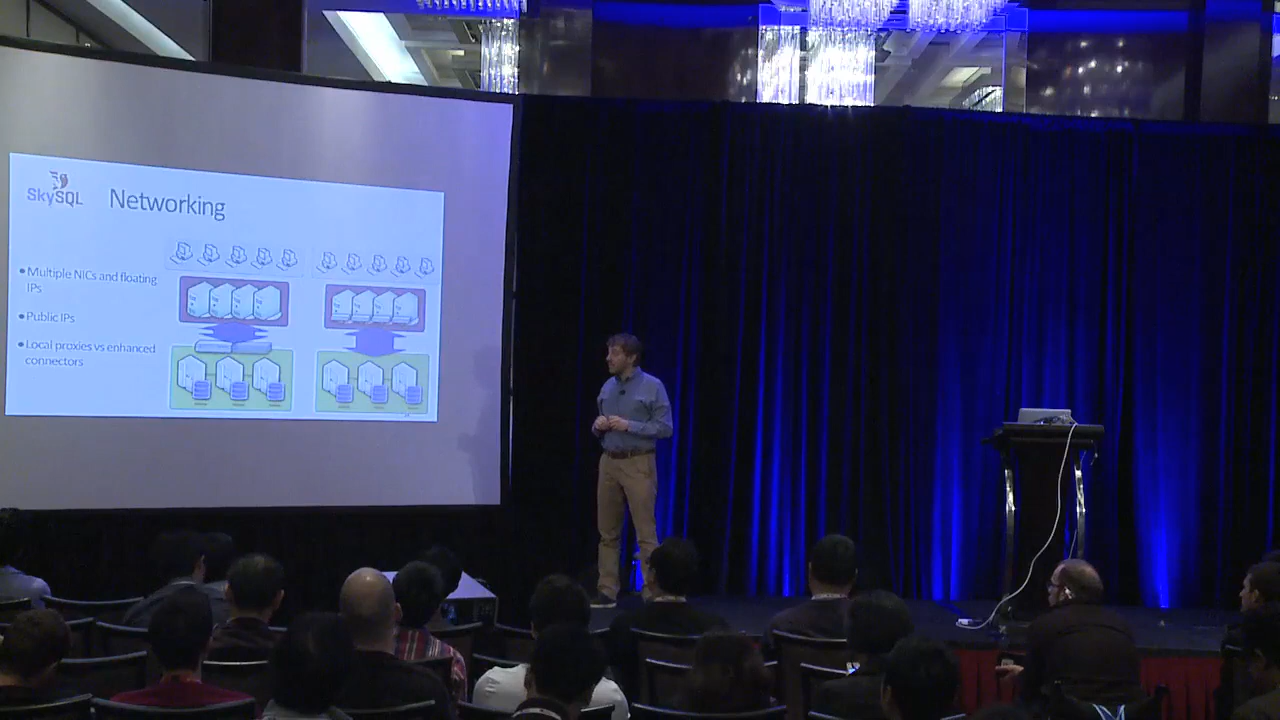 SkySQL
Networking
• Multiple NICs and floating
IPs
• Public IPs
• Local proxies vs enhanced
connectors